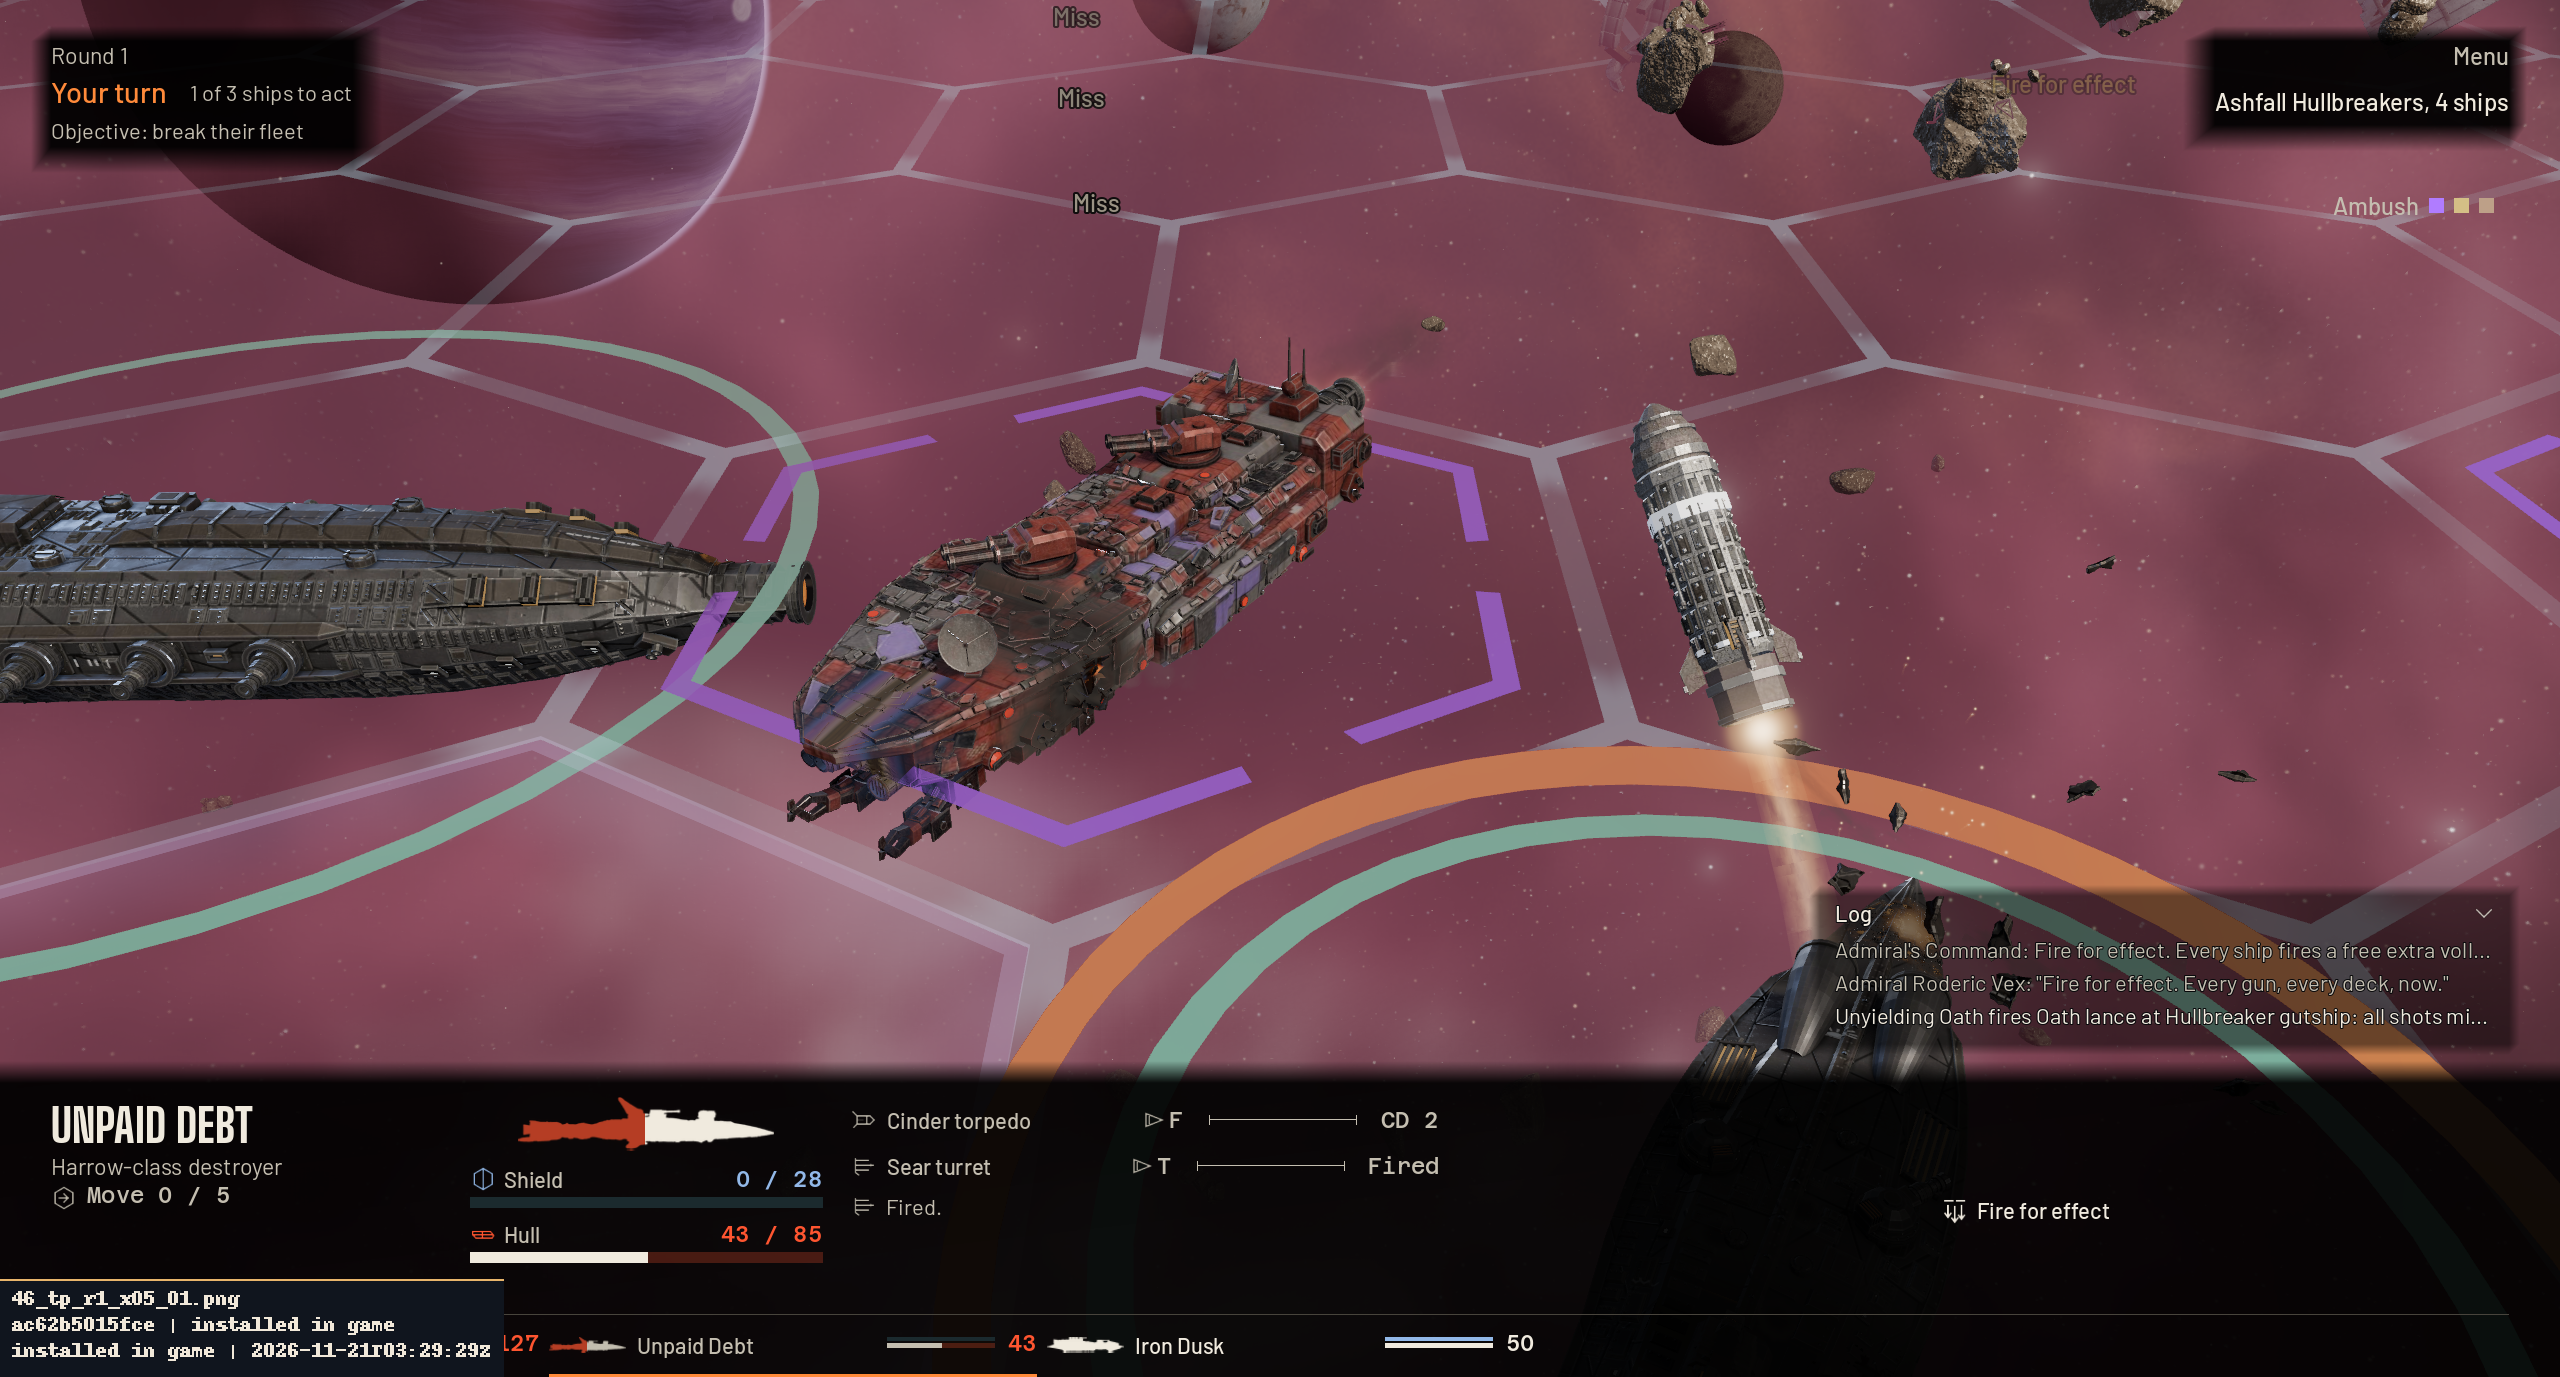 Round 1
Your turn 1 of 3 ships to act
Objective: break their fleet
Miss
Miss
Miss
Fire for effect
Menu
Ashfall Hullbreakers, 4 ships
Ambush
Log
Admiral's Command: Fire for effect. Every ship fires a free extra voll...
Admiral Roderic Vex: "Fire for effect. Every gun, every deck, now."
Unyielding Oath fires Oath lance at Hullbreaker gutship: all shots mi...
UNPAID DEBT
Harrow-class destroyer
Move 0 / 5
Shield 0 / 28
Hull 43 / 85
Cinder torpedo F CD 2
Sear turret T Fired
Fired.
Fire for effect
46_tp_r1_x05_01.png
ac62b5015fce | installed in game
installed in game | 2026-11-21r03:29:29z
127 Unpaid Debt 43 Iron Dusk 50